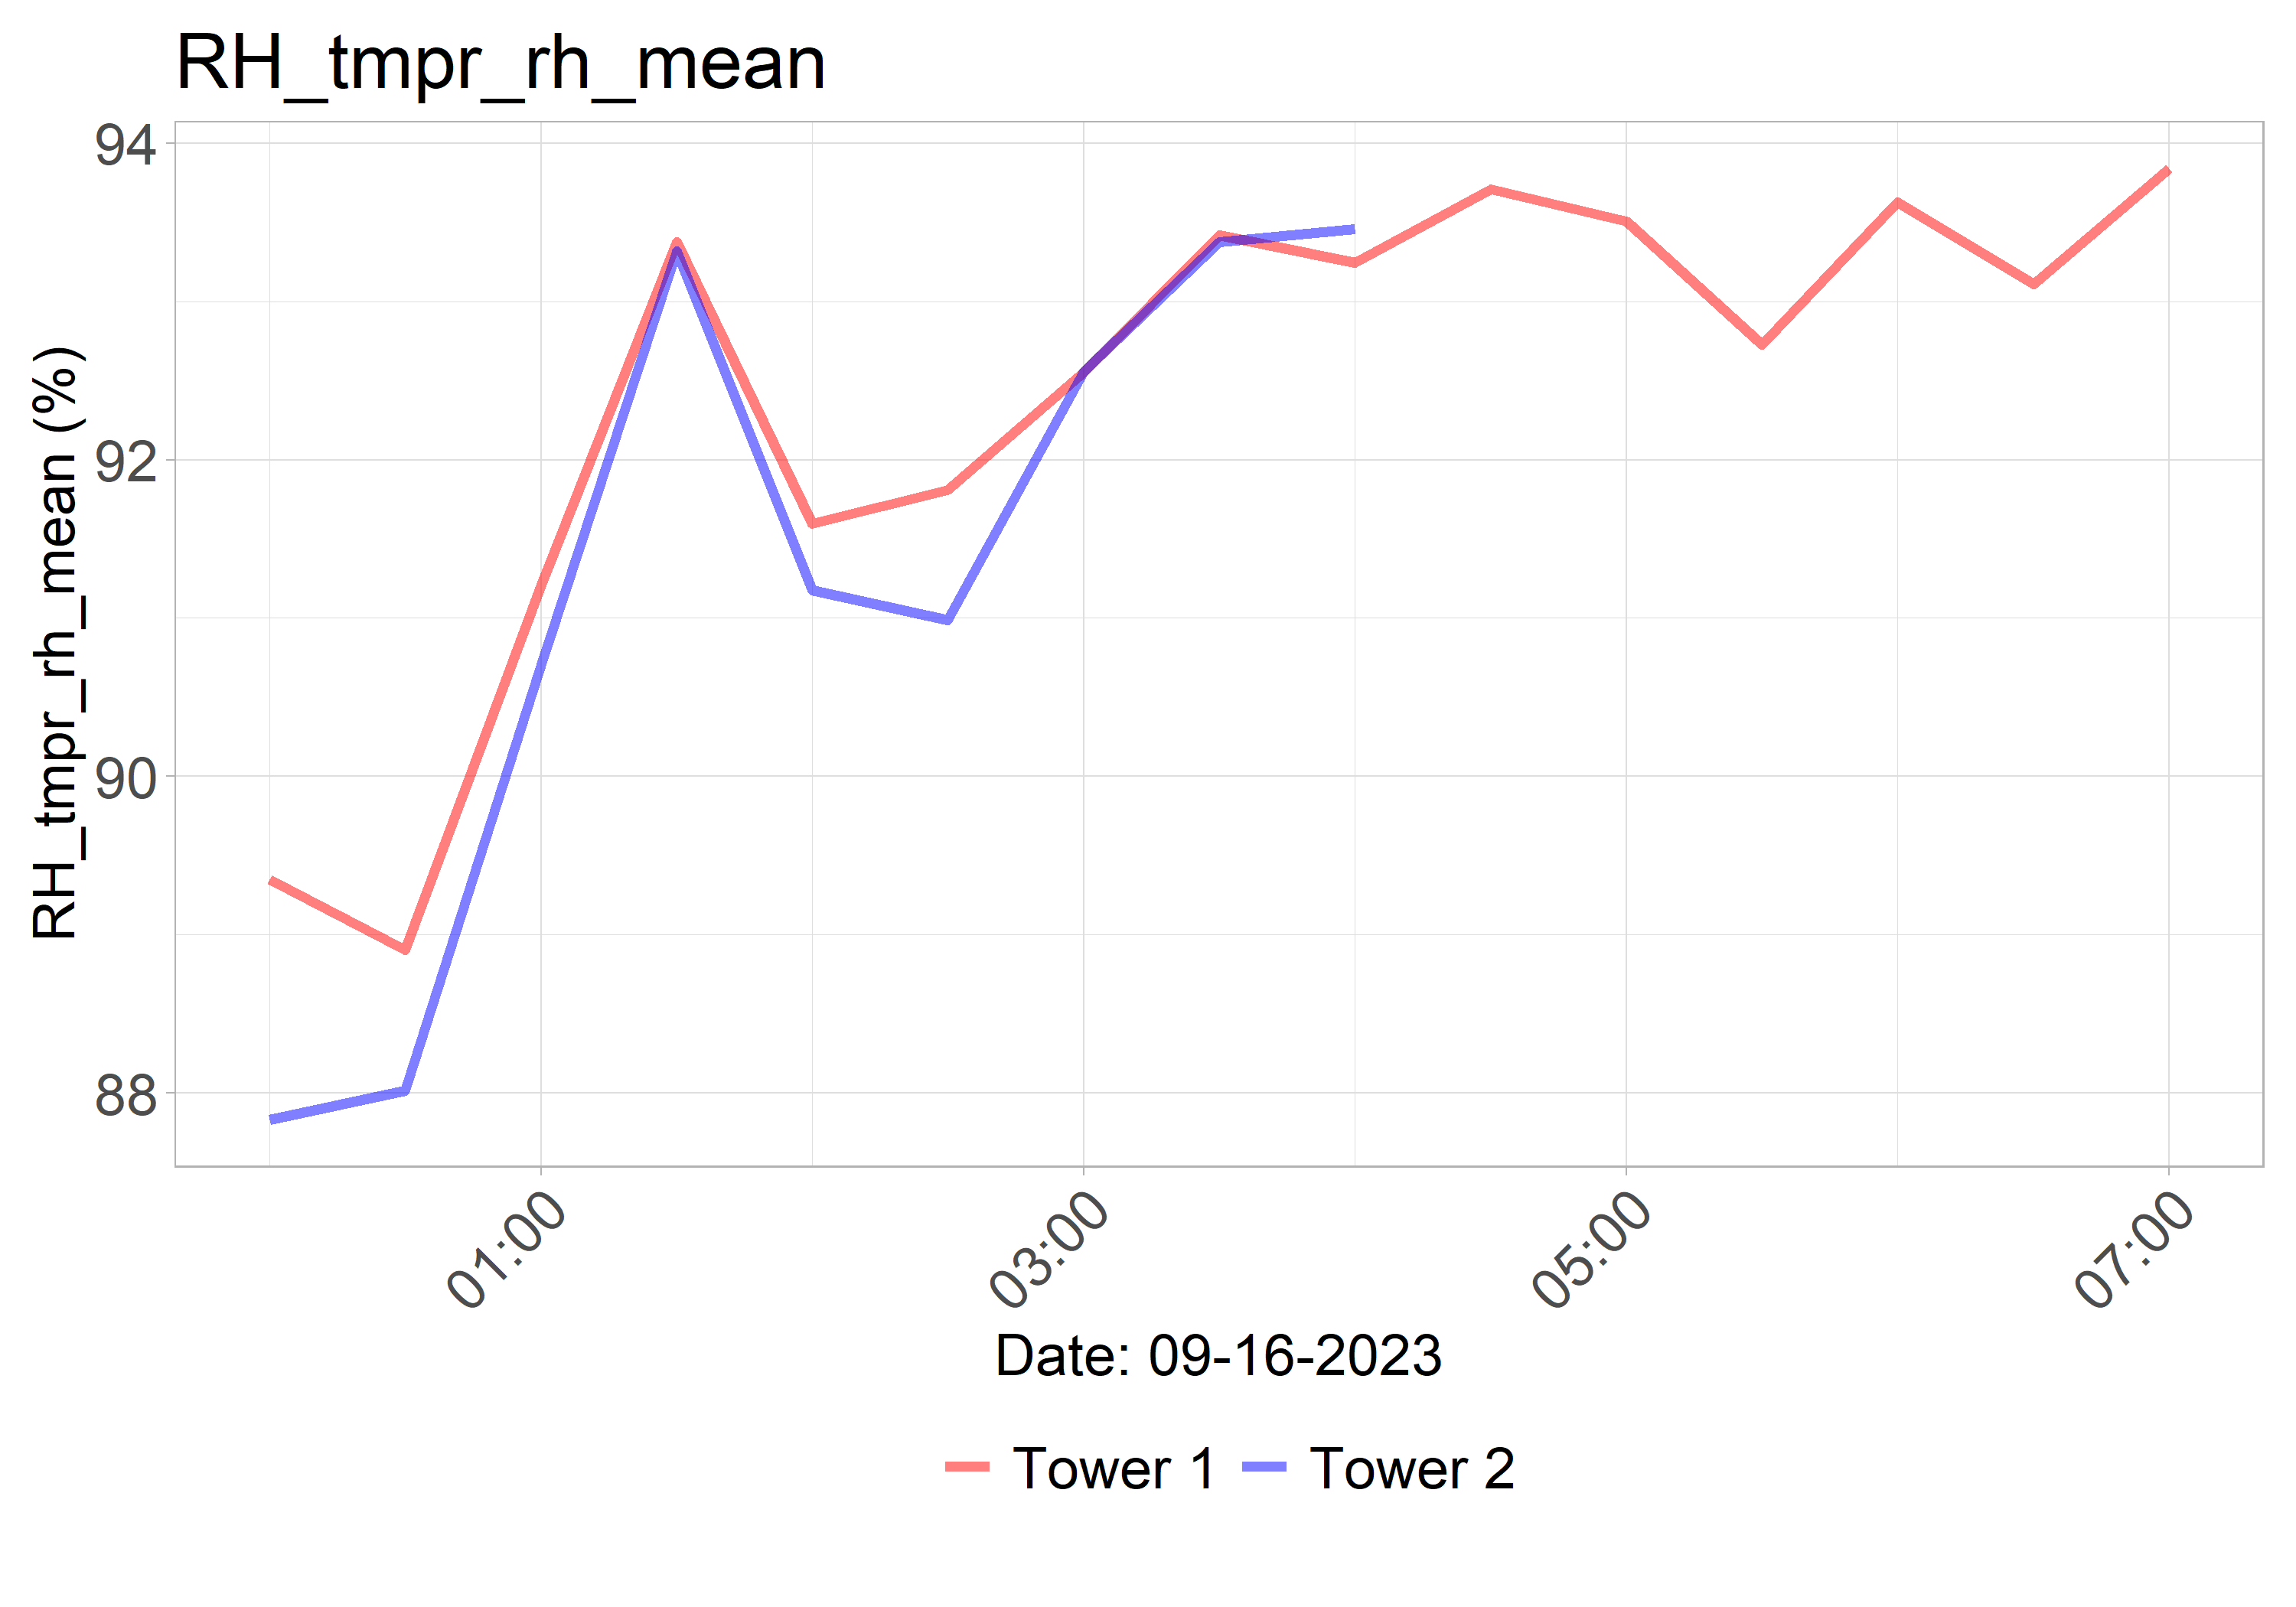 RH_tmpr_rh_mean
RH_tmpr_rh_mean (%)
94
92
90
88
01:00
03:00
05:00
07:00
Date: 09-16-2023
Tower 1
Tower 2